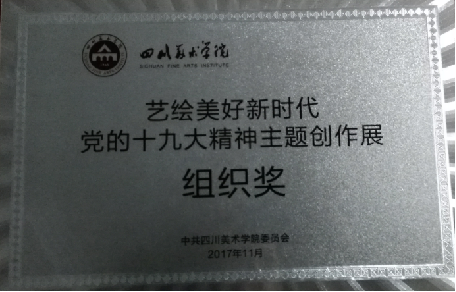 四川美术学院
SICHUAN FINE ARTS INSTITUTE
艺绘美好新时代
党的十九大精神主题创作展
组织奖
中共四川美术学院委员会
2017年11月